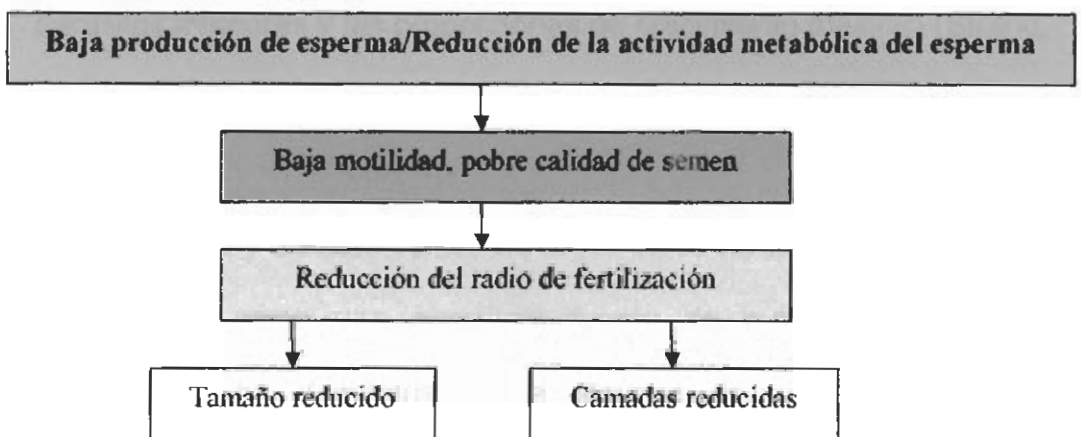 Baja producción de esperma/Reducción de la actividad metabólica del esperma
Baja motilidad. pobre calidad de semen
Reducción del radio de fertilización
Tamaño reducido
Camadas reducidas